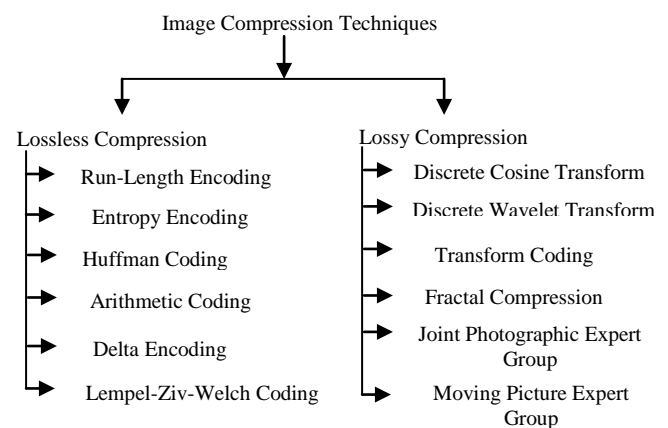 Image Compression Techniques
Lossless Compression
Run-Length Encoding
Entropy Encoding
Huffman Coding
Arithmetic Coding
Delta Encoding
Lempel-Ziv-Welch Coding
Lossy Compression
Discrete Cosine Transform
Discrete Wavelet Transform
Transform Coding
Fractal Compression
Joint Photographic Expert
Group
Moving Picture Expert
Group